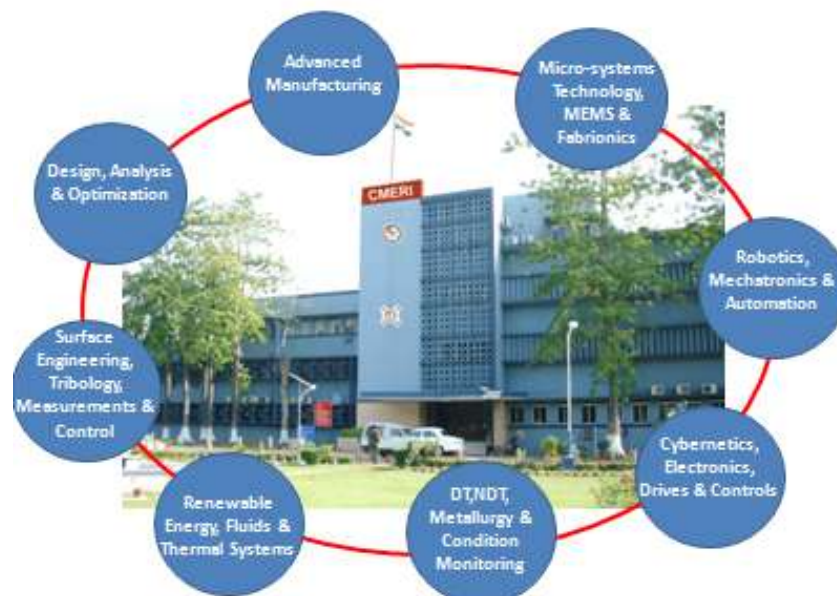 Advanced
Manufacturing
Micro-systems
Technology,
MEMS &
Fabrionics
Design, Analysis
& Optimization
CMERI
Robotics,
Mechatronics &
Automation
Surface
Engineering,
Tribology,
Measurements &
Control
Cybernetics,
Electronics,
Drives & Controls
Renewable
Energy, Fluids &
Thermal Systems
DT,NDT,
Metallurgy &
Condition
Monitoring